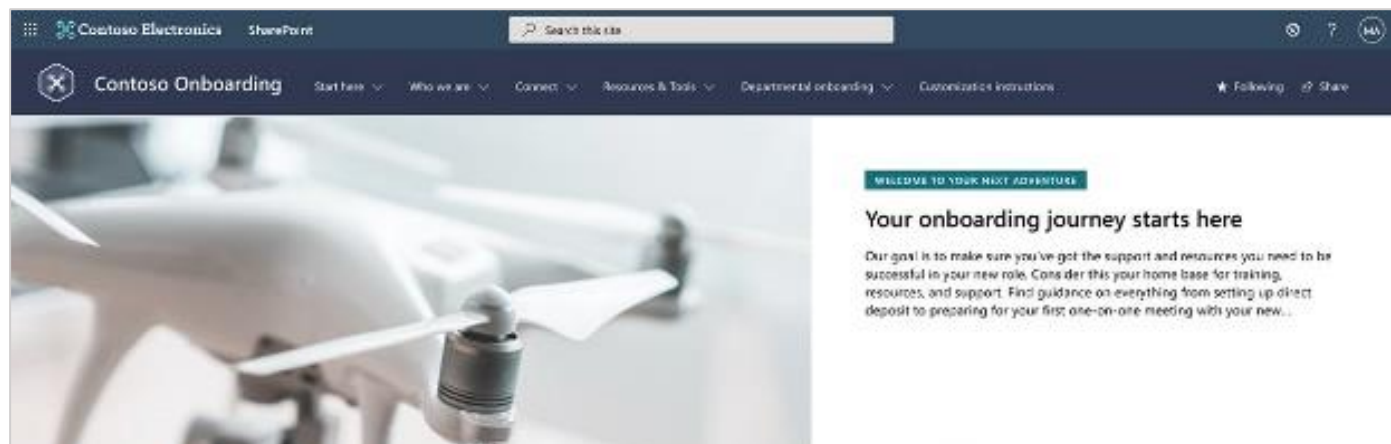 Contoso Electronics SharePoint Search this site ?
Contoso Onboarding Start here Who we are Connect Resources & Tools Departmental onboarding Customization instructions Following Share
WELCOME TO YOUR NEXT ADVENTURE
Your onboarding journey starts here
Our goal is to make sure you've got the support and resources you need to be
successful in your new role. Consider this your home base for training,
resources, and support. Find guidance on everything from setting up direct
deposit to preparing for your first one-on-one meeting with your new...